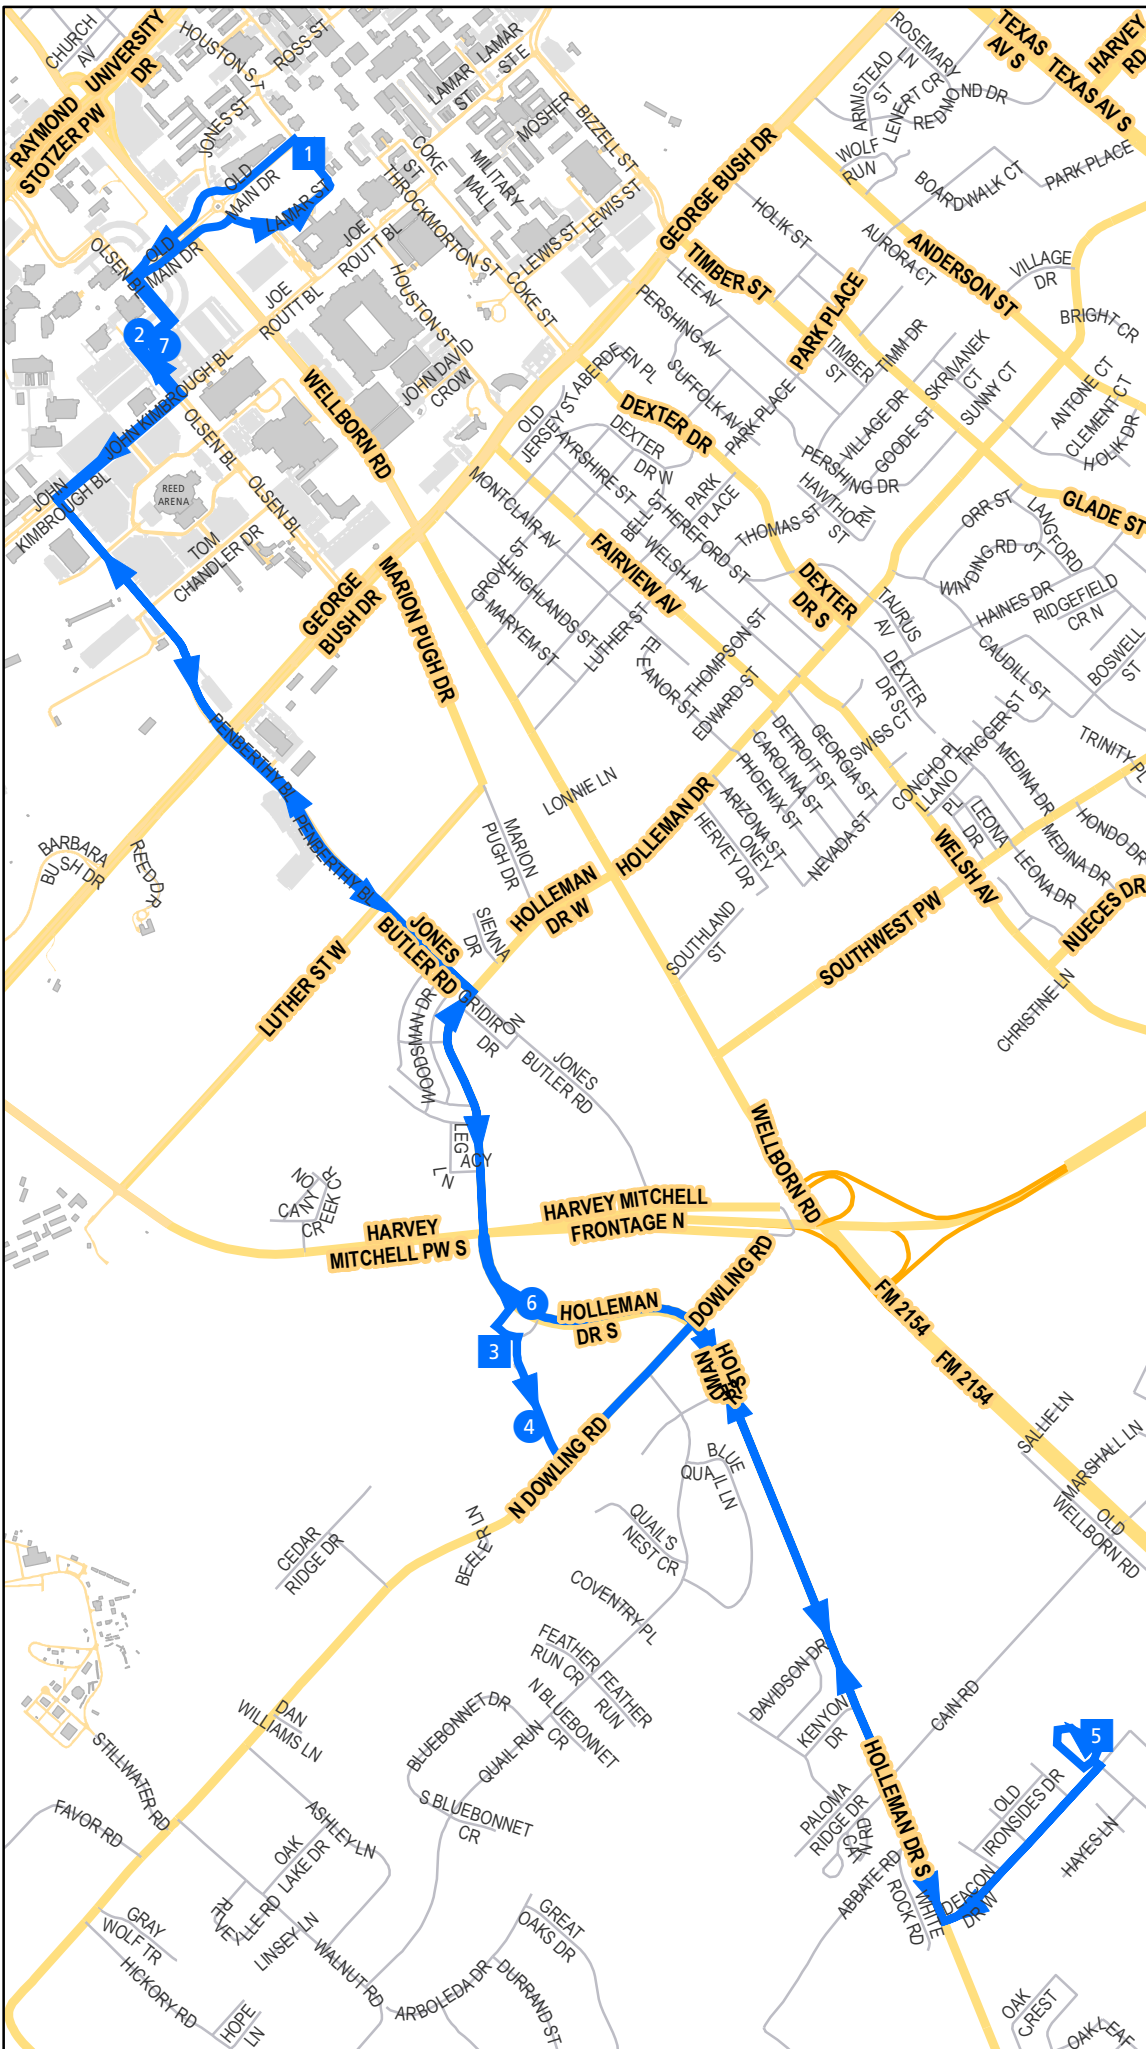 CHURCH
AV
RAYMOND
STOTZER PW
UNIVERSITY
DR
HOUSTON ST
ROSS ST
JONES ST
LAMAR
ST
LAMAR
ST E
MOSHER
BIZZELL ST
COKE
ST
MILITARY
MALL
THROCKMORTON ST
LEWIS ST
C-LEWIS ST
COKE ST
1
OLD
MAIN DR
LAMAR ST
OLD
MAIN DR
OLSEN BL
JOE
ROUTT BL
JOE
ROUTT BL
HOUSTON ST
JOHN DAVID
CROW
2
7
JOHN KIMBROUGH BL
OLSEN BL
OLSEN BL
JOHN
KIMBROUGH BL
REED
ARENA
TOM
CHANDLER DR
WELLBORN RD
GEORGE BUSH DR
GEORGE
BUSH DR
MARION PUGH DR
ROSEMARY
LN
ARMISTEAD
ST
LENERT CR
REDMOND DR
WOLF
RUN
TEXAS
AV S
TEXAS AV S
HARVEY
RD
BOARDWALK CT
PARK PLACE
HOLIK ST
AURORA CT
ANDERSON ST
VILLAGE
DR
BRIGHT CR
TIMBER ST
LEE AV
PERSHING AV
PARK PLACE
TIMBER
ST
TIMM DR
SKRIVANEK
CT
SUNNY CT
ANTONE CT
CLEMENT CT
HOLIK DR
ABERDEEN PL
SUFFOLK AV
PARK PLACE
VILLAGE DR
GOODE ST
PERSHING DR
HAWTHORN
ST
OLD
JERSEY ST
AYRSHIRE ST
DEXTER DR
DEXTER
DR W
PARK
PLACE
BELL ST
HEREFORD ST
THOMAS ST
WELSH AV
MONTCLAIR AV
FAIRVIEW AV
GROVE ST
HIGHLANDS ST
G MARYEM ST
LUTHER ST
ELEANOR ST
THOMPSON ST
EDWARD ST
DEXTER
DR S
TAURUS
AV
DEXTER
DR ST
SWISS CT
ORR ST
LANGFORD
ST
WINDING RD
GLADE ST
HAINES DR
RIDGEFIELD
CR N
BOSWELL
ST
CAUDILL ST
TRIGGER ST
TRINITY PL
MEDINA DR
HONDO DR
CONCHO PL
LLANO
PL
LEONA
DR
LEONA DR
MEDINA DR
NUECES DR
DETROIT ST
GEORGIA ST
CAROLINA ST
PHOENIX ST
ARIZONA ST
NEVADA ST
ONEY
HERVEY DR
LONNIE LN
HOLLEMAN DR
HOLLEMAN
DR W
MARION
PUGH DR
SIENNA
DR
SOUTHLAND
ST
SOUTHWEST PW
WELSH AV
CHRISTINE LN
BARBARA
BUSH DR
REED DR
PENBERTHY BL
PENBERTHY BL
LUTHER ST W
JONES
BUTLER RD
WOODSMAN DR
GRIDIRON
DR
JONES
BUTLER RD
LEGACY
LN
CANYON
CREEK CR
HARVEY
MITCHELL PW S
HARVEY MITCHELL
FRONTAGE N
WELLBORN RD
FM 2154
FM 2154
DOWLING RD
6
HOLLEMAN
DR S
3
4
N DOWLING RD
BLUE
QUAIL LN
QUAIL'S
NEST CR
SALLIE LN
MARSHALL LN
OLD
WELLBORN RD
CEDAR
RIDGE DR
BEELER LN
COVENTRY PL
FEATHER
RUN CR
FEATHER
RUN
N BLUEBONNET
CR
BLUEBONNET DR
QUAIL RUN
S BLUEBONNET
CR
DAVIDSON DR
KENYON
DR
CAIN RD
HOLLEMAN DR S
PALOMA
RIDGE DR
ABBATE RD
WHITE
ROCK RD
DEACON
DR W
OLD
IRONSIDES DR
HAYES LN
5
DAN
WILLIAMS LN
STILLWATER RD
FAVOR RD
ASHLEY LN
OAK
LAKE DR
LINSEY LN
WALNUT RD
GRAY
WOLF TR
HICKORY RD
HOPE
LN
ARBOLEDA DR
DURRAND ST
GREAT
OAKS DR
OAK
CREST
OAK LEAF